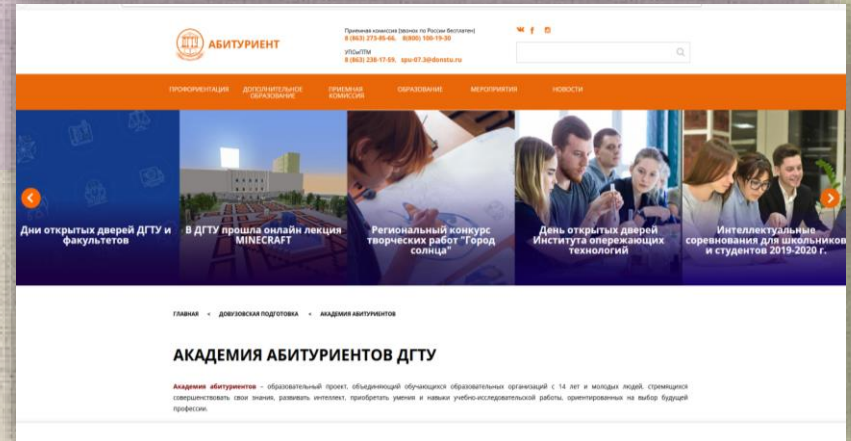 АБИТУРИЕНТ
Приемная комиссия (звонок по России бесплатен)
8 (863) 273-85-66, 8(800) 100-19-30
УПОиПМ
8 (863) 238-17-59, spu-07.3@donstu.ru
ПРОФОРИЕНТАЦИЯ
ДОПОЛНИТЕЛЬНОЕ
ОБРАЗОВАНИЕ
ПРИЕМНАЯ
КОМИССИЯ
ОБРАЗОВАНИЕ
МЕРОПРИЯТИЯ
НОВОСТИ
Дни открытых дверей ДГТУ и
факультетов
В ДГТУ прошла онлайн лекция
MINECRAFT
Региональный конкурс
творческих работ "Город
солнца"
День открытых дверей
Института опережающих
технологий
Интеллектуальные
соревнования для школьников
и студентов 2019-2020 г.
ГЛАВНАЯ < ДОВУЗОВСКАЯ ПОДГОТОВКА < АКАДЕМИЯ АБИТУРИЕНТОВ
АКАДЕМИЯ АБИТУРИЕНТОВ ДГТУ
Академия абитуриентов – образовательный проект, объединяющий обучающихся образовательных организаций с 14 лет и молодых людей, стремящихся
совершенствовать свои знания, развивать интеллект, приобретать умения и навыки учебно-исследовательской работы, ориентированных на выбор будущей
профессии.